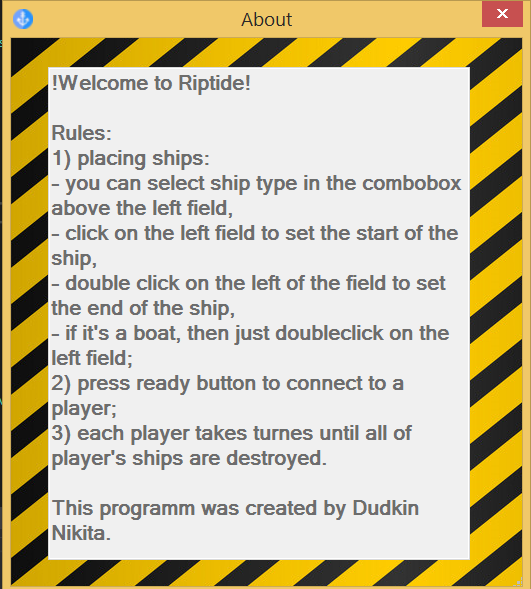 About
!Welcome to Riptide!
Rules:
1) placing ships:
- you can select ship type in the combobox
above the left field,
- click on the left field to set the start of the
ship,
- double click on the left of the field to set
the end of the ship,
- if it's a boat, then just doubleclick on the
left field;
2) press ready button to connect to a
player;
3) each player takes turnes until all of
player's ships are destroyed.
This programm was created by Dudkin
Nikita.